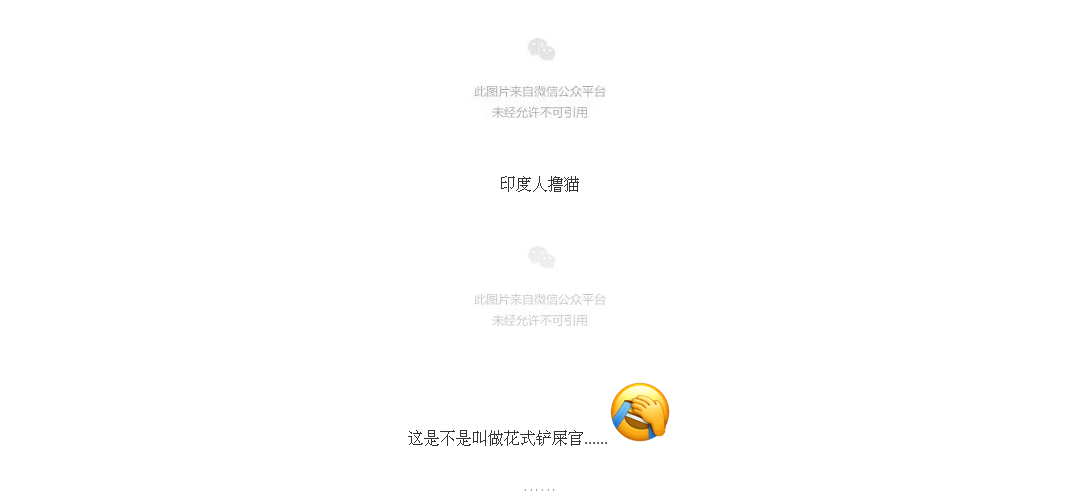 此图片来自微信公众平台
未经允许不可引用
印度人撸猫
此图片来自微信公众平台
未经允许不可引用
这是不是叫做花式铲屎官......
......